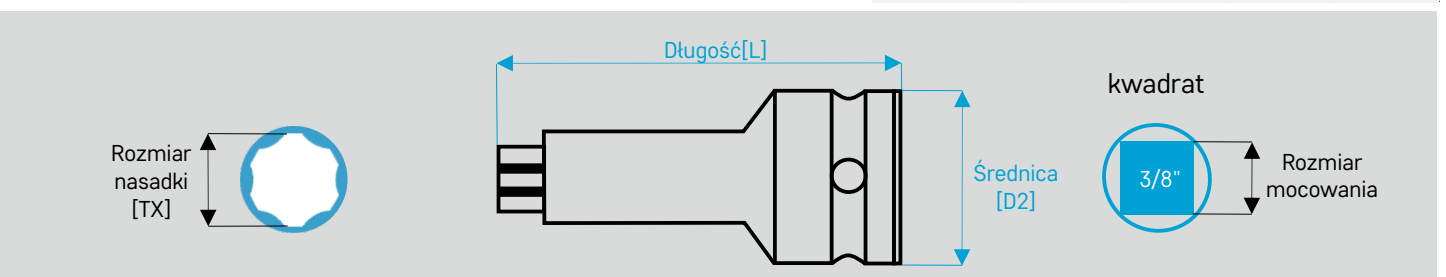 Długość[L]
kwadrat
Rozmiar
nasadki
[TX]
Średnica
[D2]
3/8"
Rozmiar
mocowania